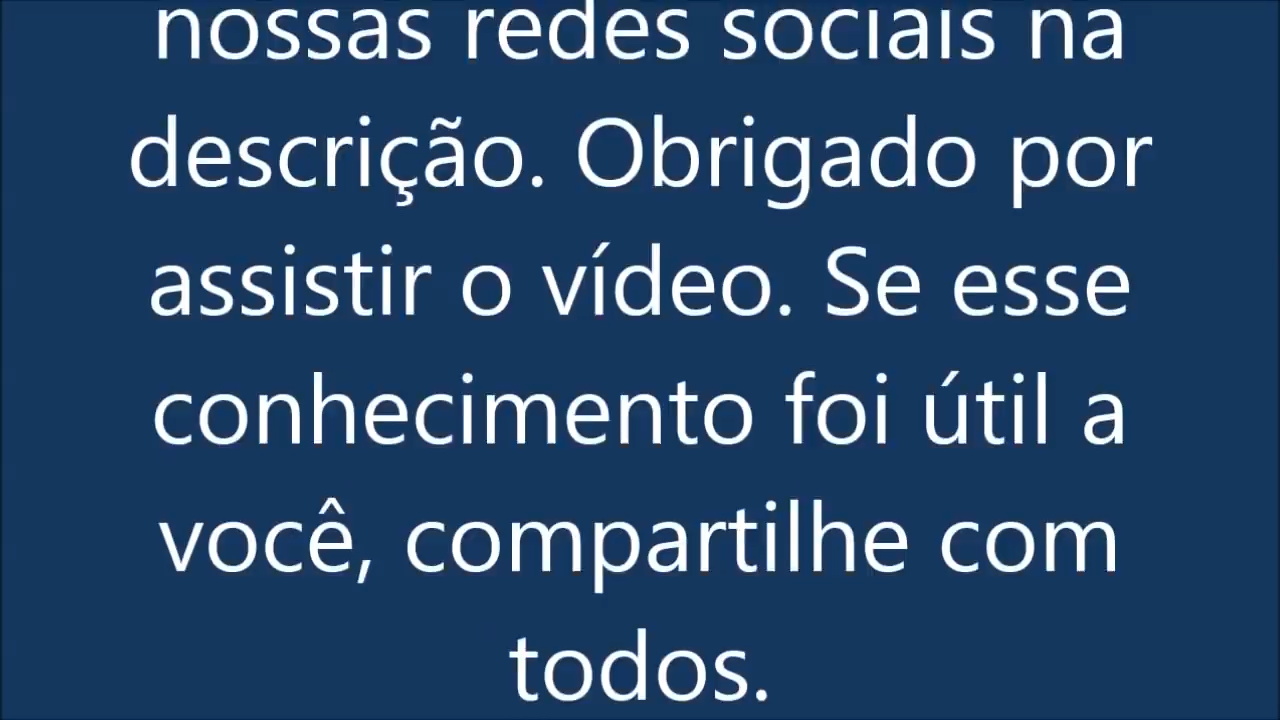 nossas redes sociais na
descrição. Obrigado por
assistir o vídeo. Se esse
conhecimento foi útil a
você, compartilhe com
todos.